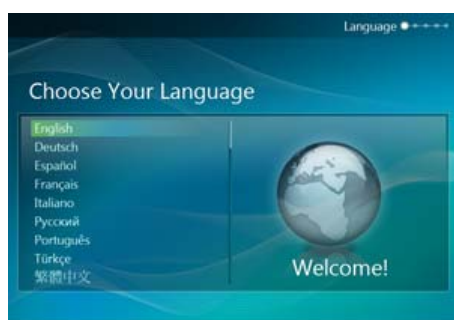 Language
Choose Your Language
English
Deutsch
Español
Français
Italiano
Русский
Português
Türkçe
繁體中文
Welcome!